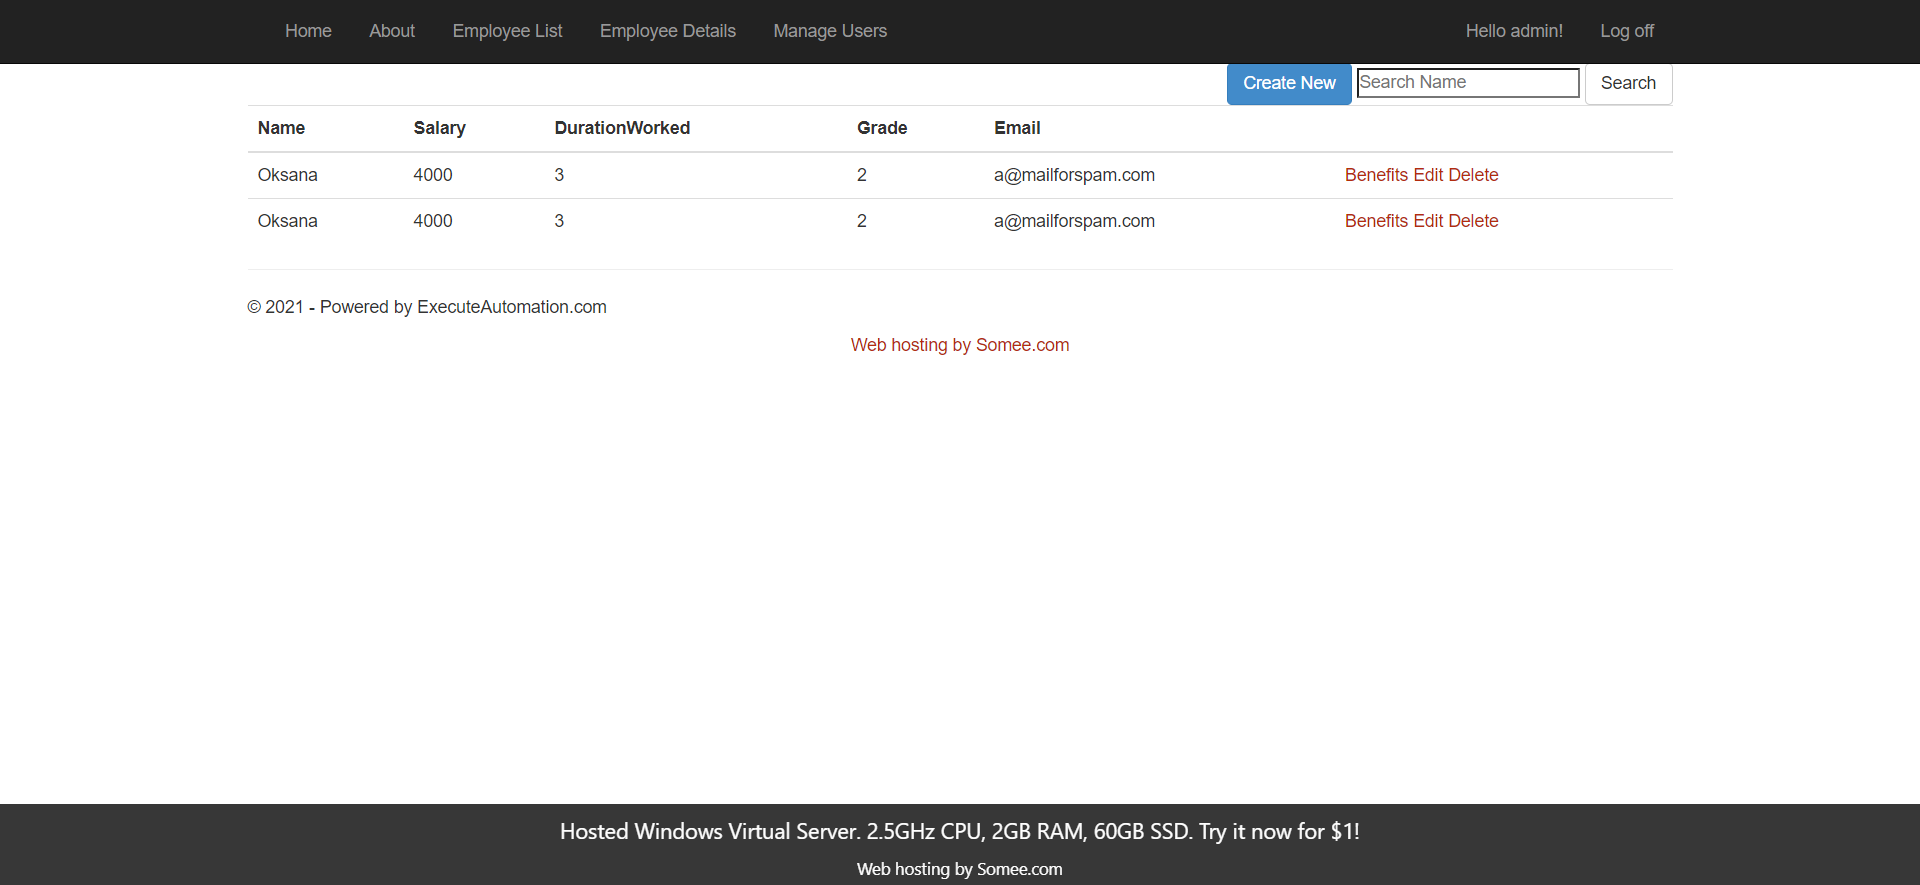 Home About Employee List Employee Details Manage Users Hello admin! Log off
Create New Search Name Search
Name Salary DurationWorked Grade Email
Oksana 4000 3 2 a@mailforspam.com Benefits Edit Delete
Oksana 4000 3 2 a@mailforspam.com Benefits Edit Delete
© 2021 - Powered by ExecuteAutomation.com
Web hosting by Somee.com
Hosted Windows Virtual Server. 2.5GHz CPU, 2GB RAM, 60GB SSD. Try it now for $1!
Web hosting by Somee.com